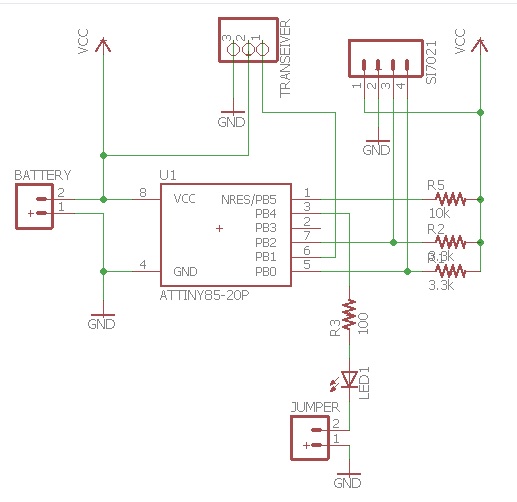 VCC
3
2
1
TRANSEIVER
GND
1
2
3
4
SI7021
GND
VCC
BATTERY
2
1
U1
8
VCC
4
GND
NRES/PB5
PB4
PB3
PB2
PB1
PB0
1
3
2
7
6
5
ATTINY85-20P
GND
R5
10k
R2
3.3k
R1
3.3k
R3
100
LED1
JUMPER
2
1
GND